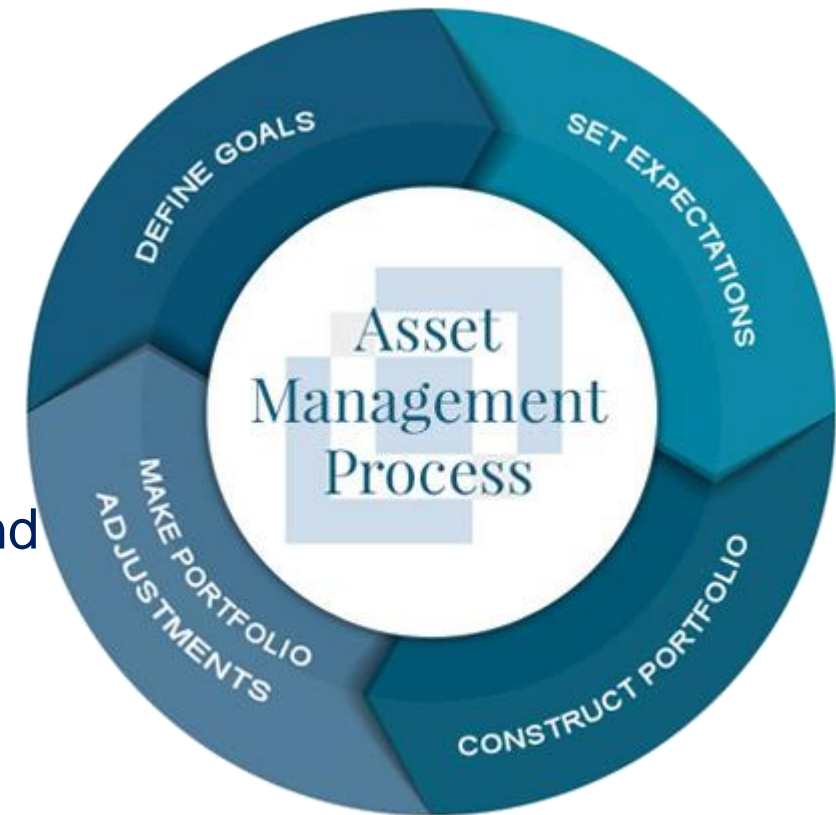 DEFINE GOALS
SET EXPECTATIONS
Asset
Management
Process
CONSTRUCT PORTFOLIO
MAKE PORTFOLIO
ADJUSTMENTS